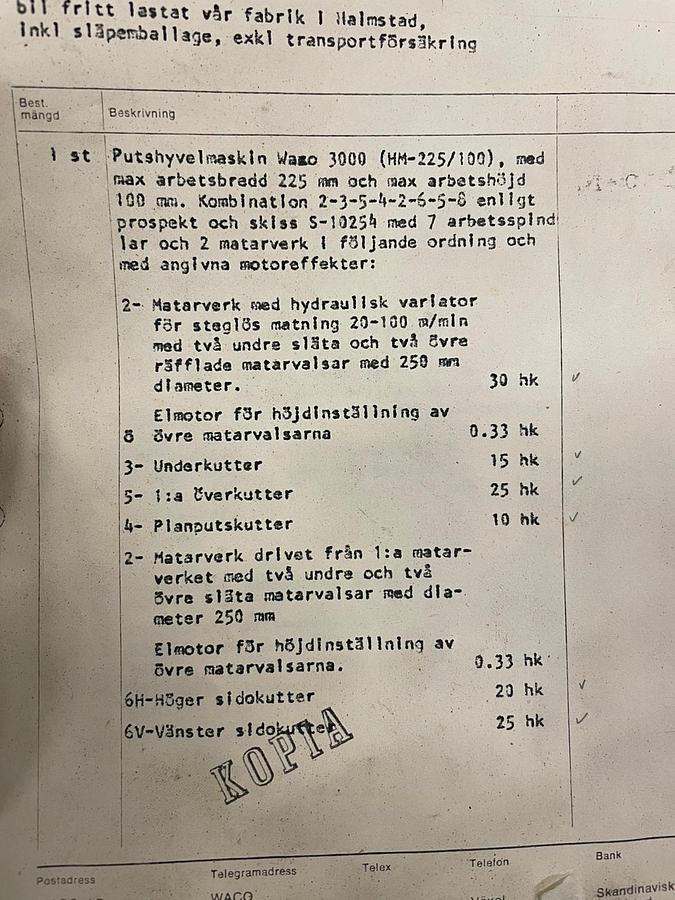 bil fritt lastat vår fabrik i Halmstad,
inkl släpemballage, exkl transportförsäkring
Best. mängd
Beskrivning
1 st Putshyvelmaskin Waco 3000 (HM-225/100), med
max arbetsbredd 225 mm och max arbetshöjd
100 mm. Kombination 2-3-5-4-2-6-5-8 enligt
prospekt och skiss S-10254 med 7 arbetsspind
lar och 2 matarverk i följande ordning och
med angivna motoreffekter:
2- Matarverk med hydraulisk variator
för steglös matning 20-100 m/min
med två undre släta och två övre
räfflade matarvalsar med 250 mm
diameter. 30 hk
Elmotor för höjdinställning av
8 övre matarvalsarna 0.33 hk
3- Underkutter 15 hk
5- 1:a överkutter 25 hk
4- Planputskutter 10 hk
2- Matarverk drivet från 1:a matar-
verket med två undre och två
övre släta matarvalsar med dia-
meter 250 mm
Elmotor för höjdinställning av
övre matarvalsarna. 0.33 hk
6H-Höger sidokutter 20 hk
6V-Vänster sidokutter 25 hk
KOPIA
Postadress
Telegramadress
Telex
Telefon
Bank
WACO
Växel
Skandinavisk